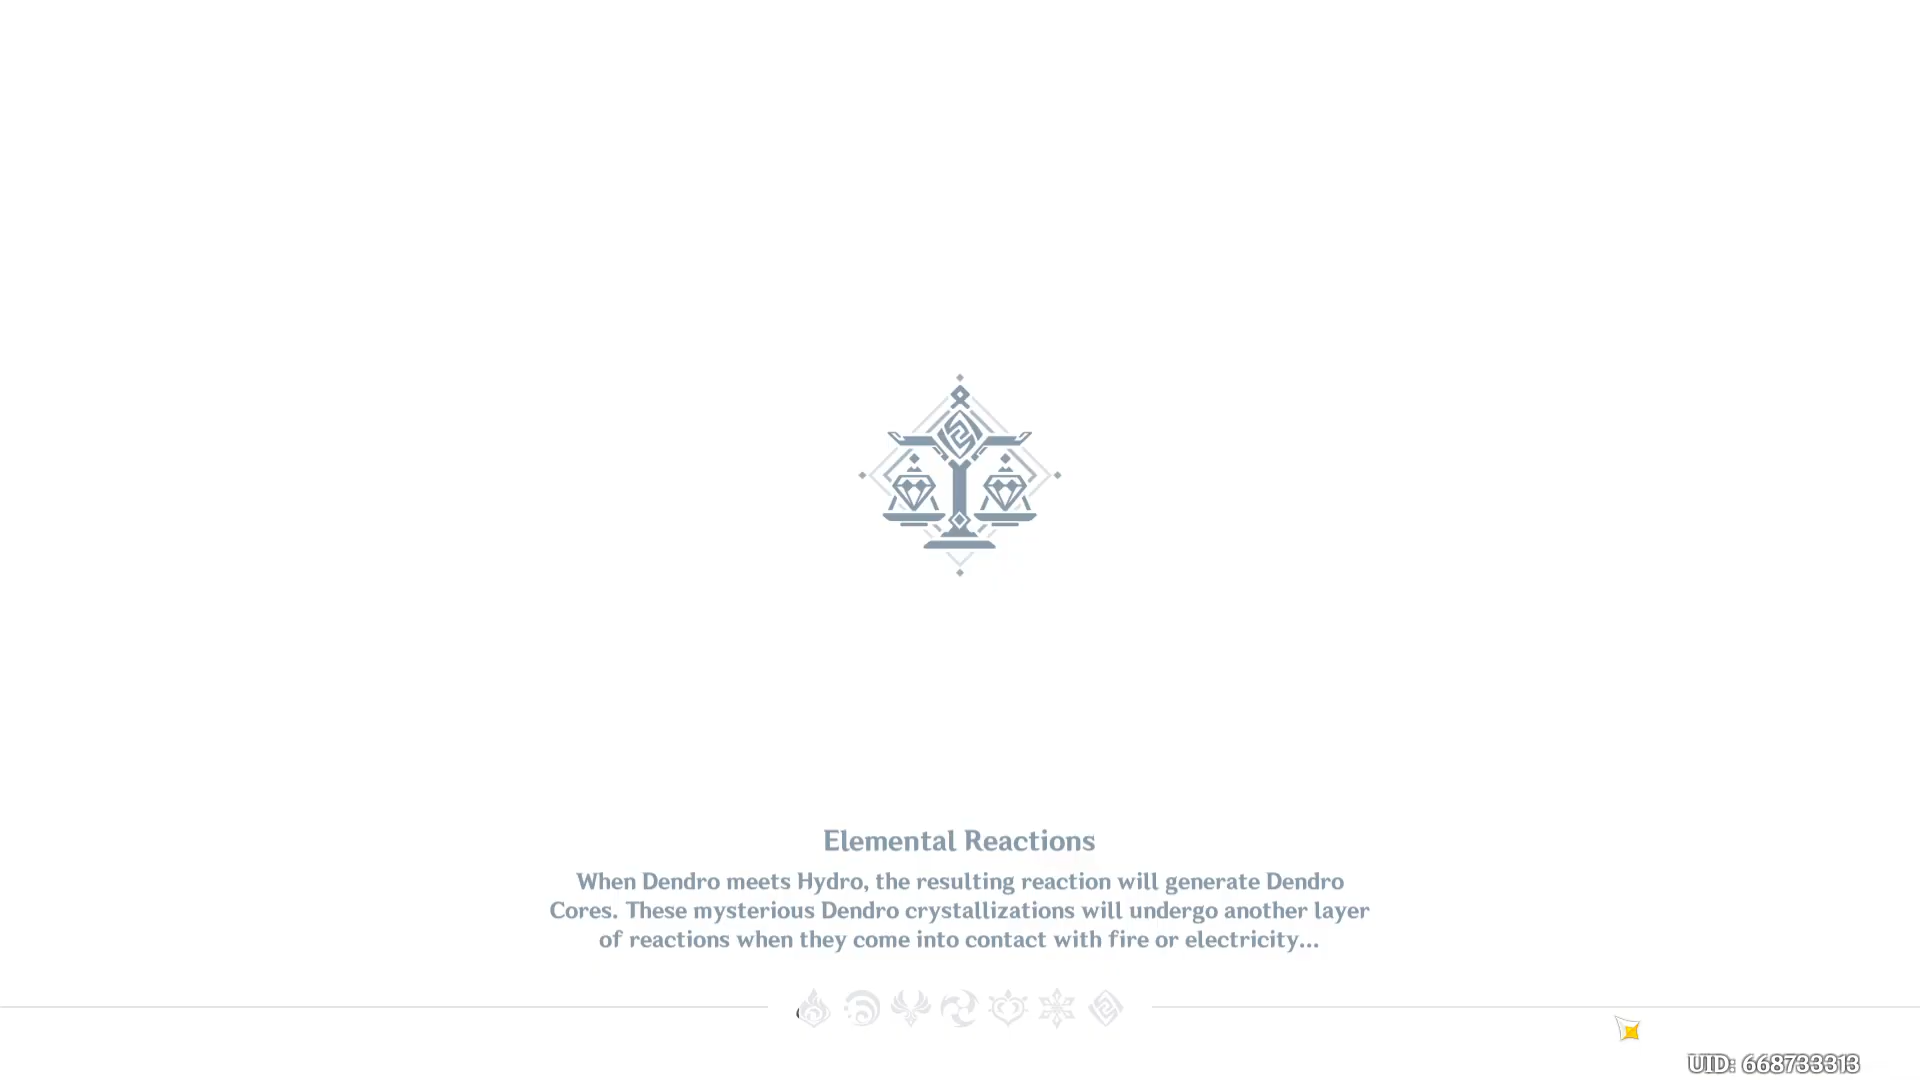 Elemental Reactions
When Dendro meets Hydro, the resulting reaction will generate Dendro
Cores. These mysterious Dendro crystallizations will undergo another layer
of reactions when they come into contact with fire or electricity...
UID: 668733313